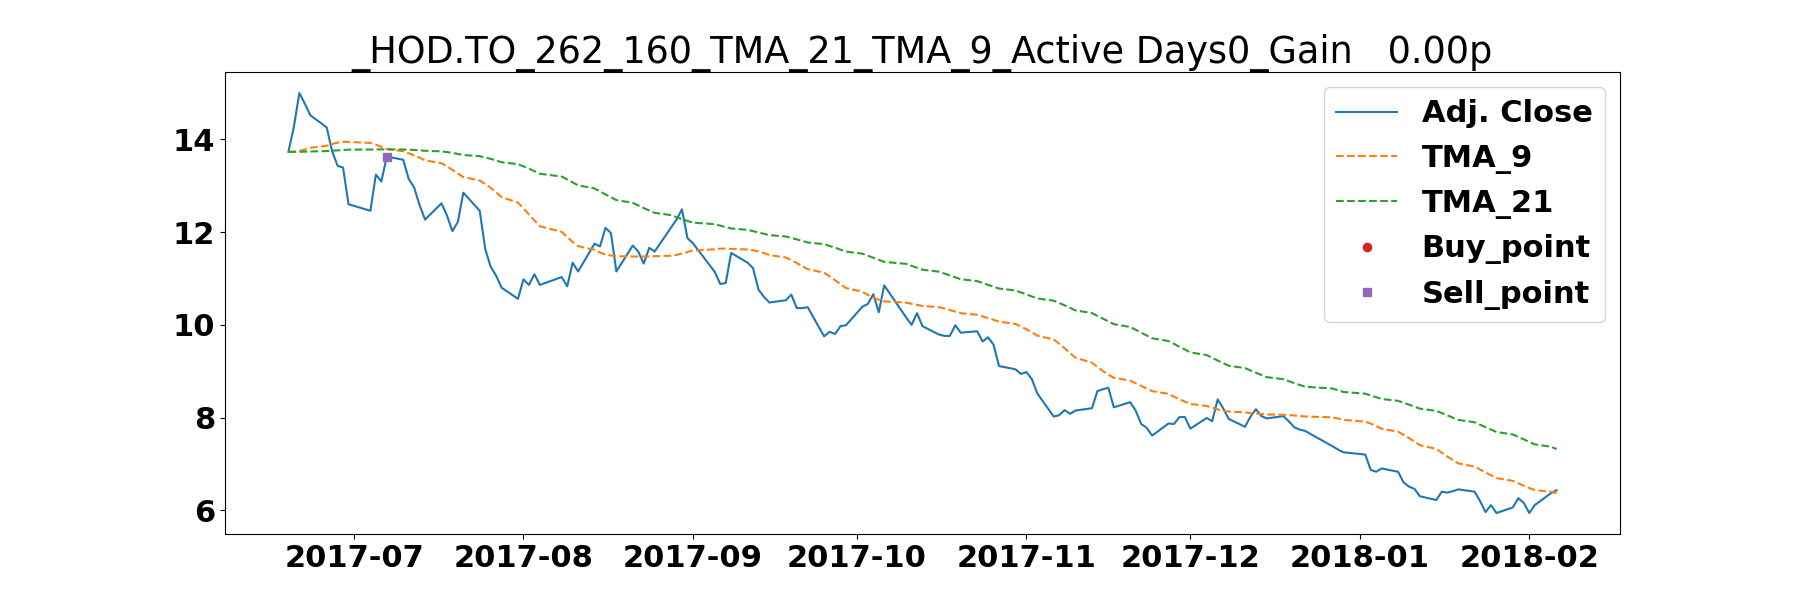 _HOD.TO_262_160_TMA_21_TMA_9_Active Days0_Gain   0.00p
Adj. Close
TMA_9
TMA_21
Buy_point
Sell_point
14
12
10
8
6
2017-07 2017-08 2017-09 2017-10 2017-11 2017-12 2018-01 2018-02